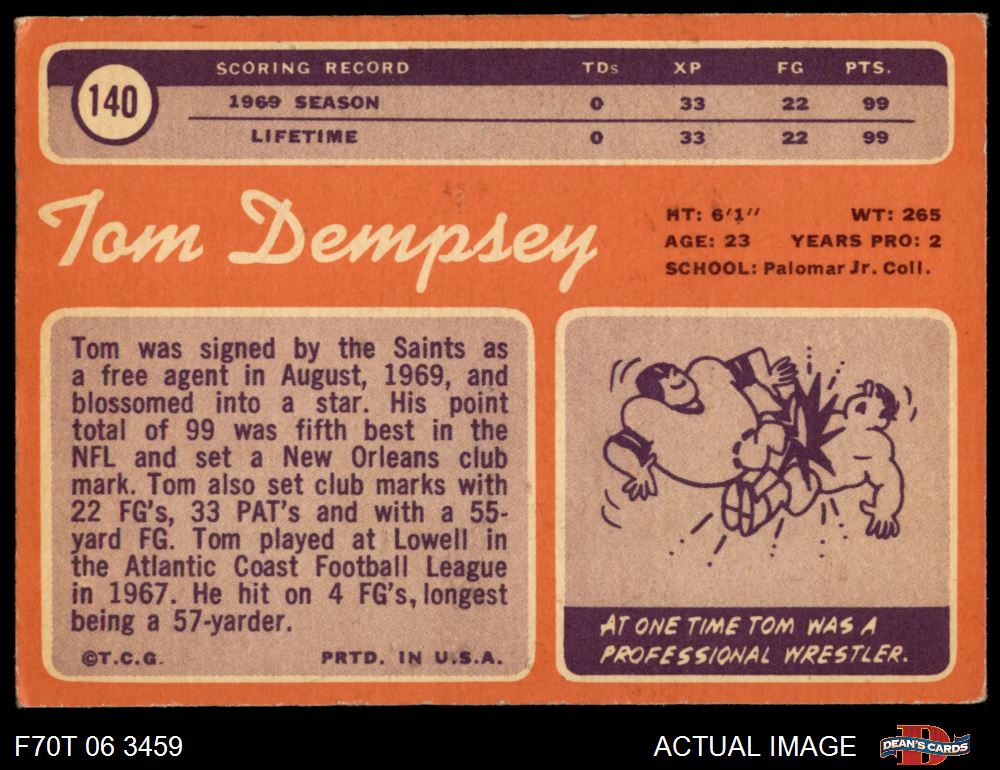 140
SCORING RECORD TDs XP FG PTS.
1969 SEASON 0 33 22 99
LIFETIME 0 33 22 99
Tom Dempsey
HT: 6'1" WT: 265
AGE: 23 YEARS PRO: 2
SCHOOL: Palomar Jr. Coll.
Tom was signed by the Saints as
a free agent in August, 1969, and
blossomed into a star. His point
total of 99 was fifth best in the
NFL and set a New Orleans club
mark. Tom also set club marks with
22 FG's, 33 PAT's and with a 55-
yard FG. Tom played at Lowell in
the Atlantic Coast Football League
in 1967. He hit on 4 FG's, longest
being a 57-yarder.
©T.C.G. PRTD. IN U.S.A.
AT ONE TIME TOM WAS A
PROFESSIONAL WRESTLER.
F70T 06 3459
ACTUAL IMAGE
D
DEAN'S CARDS